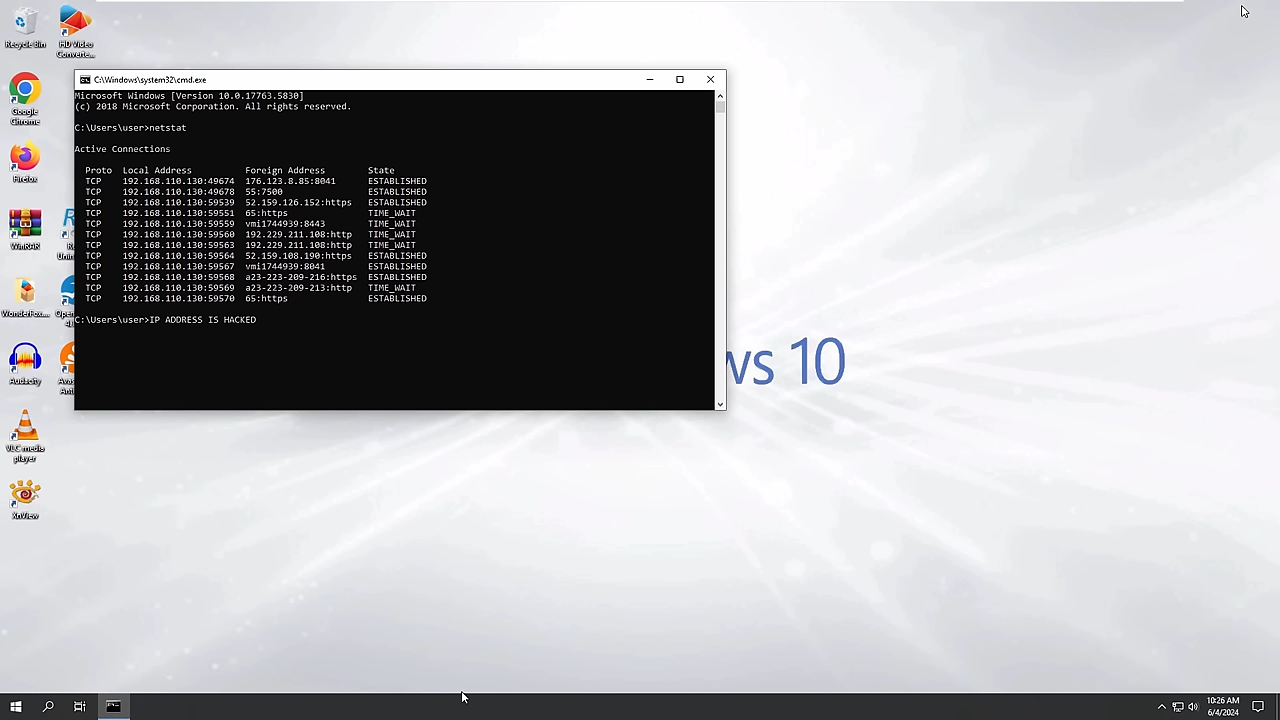 Recycle Bin
HD Video
Converte...
Google
Chrome
Firefox
WinRAR
Unin
WonderFox...
Open
Audacity
Avas
Anti
VLC media
player
XnView
C:\Windows\system32\cmd.exe
Microsoft Windows [Version 10.0.17763.5830]
(c) 2018 Microsoft Corporation. All rights reserved.
C:\Users\user>netstat
Active Connections
Proto Local Address Foreign Address State
TCP 192.168.110.130:49674 176.123.8.85:8041 ESTABLISHED
TCP 192.168.110.130:49678 55:7500 ESTABLISHED
TCP 192.168.110.130:59539 52.159.126.152:https ESTABLISHED
TCP 192.168.110.130:59551 65:https TIME_WAIT
TCP 192.168.110.130:59559 vmi1744939:8443 TIME_WAIT
TCP 192.168.110.130:59560 192.229.211.108:http TIME_WAIT
TCP 192.168.110.130:59563 192.229.211.108:http TIME_WAIT
TCP 192.168.110.130:59564 52.159.108.190:https ESTABLISHED
TCP 192.168.110.130:59567 vmi1744939:8041 ESTABLISHED
TCP 192.168.110.130:59568 a23-223-209-216:https ESTABLISHED
TCP 192.168.110.130:59569 a23-223-209-213:http TIME_WAIT
TCP 192.168.110.130:59570 65:https ESTABLISHED
C:\Users\user>IP ADDRESS IS HACKED
ws 10
10:26 AM
6/4/2024